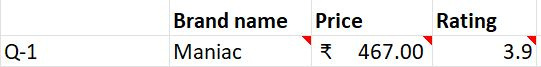 Brand name Price Rating
Q-1 Maniac ₹ 467.00 3.9